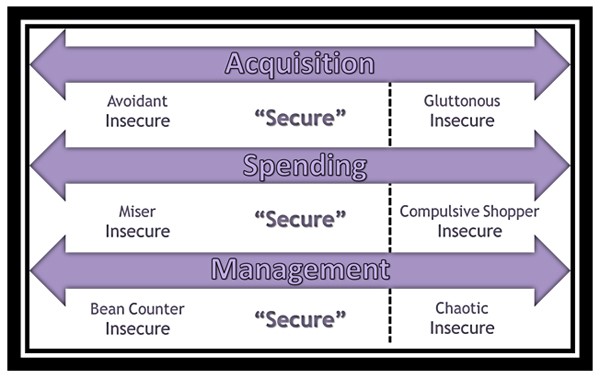 Acquisition
Avoidant
Insecure
“Secure”
Gluttonous
Insecure
Spending
Miser
Insecure
“Secure”
Compulsive Shopper
Insecure
Management
Bean Counter
Insecure
“Secure”
Chaotic
Insecure